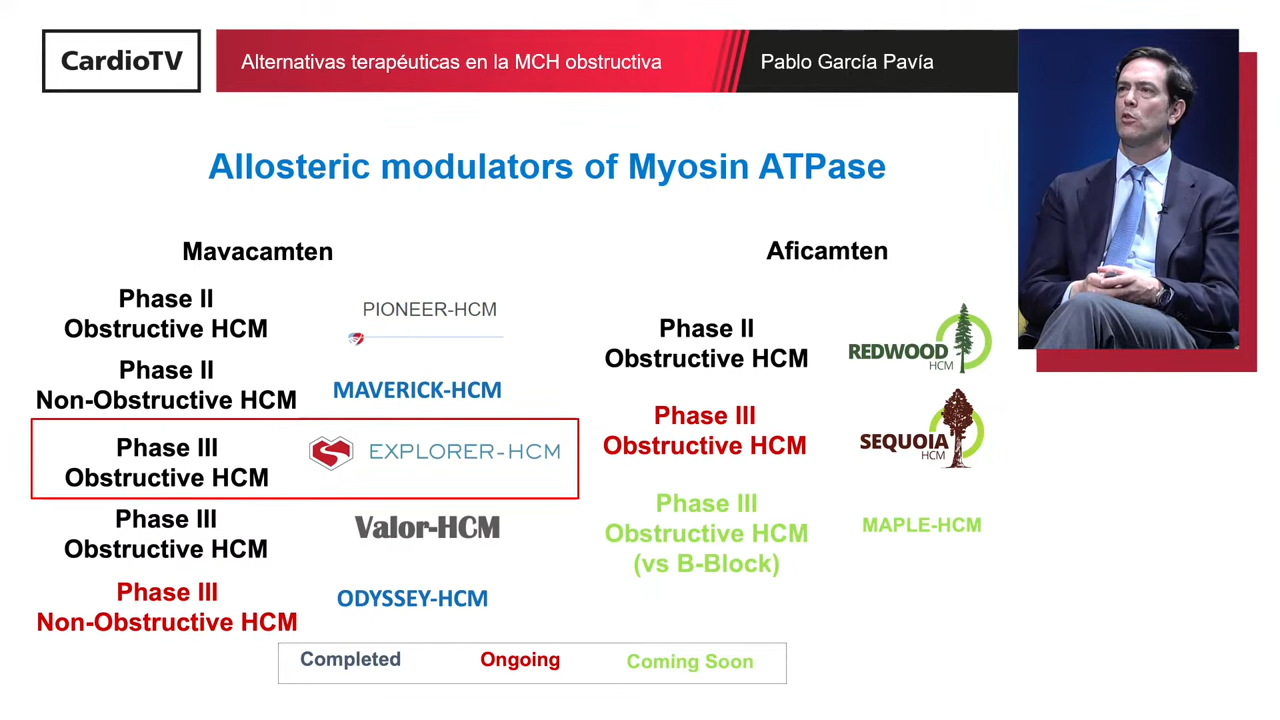 CardioTV
Alternativas terapéuticas en la MCH obstructiva
Pablo García Pavía
Allosteric modulators of Myosin ATPase
Mavacamten
Phase II
Obstructive HCM
PIONEER-HCM
Phase II
Non-Obstructive HCM
MAVERICK-HCM
Phase III
Obstructive HCM
EXPLORER-HCM
Phase III
Obstructive HCM
Valor-HCM
Phase III
Non-Obstructive HCM
ODYSSEY-HCM
Aficamten
Phase II
Obstructive HCM
REDWOOD
HCM
Phase III
Obstructive HCM
SEQUOIA
HCM
Phase III
Obstructive HCM
(vs B-Block)
MAPLE-HCM
Completed
Ongoing
Coming Soon